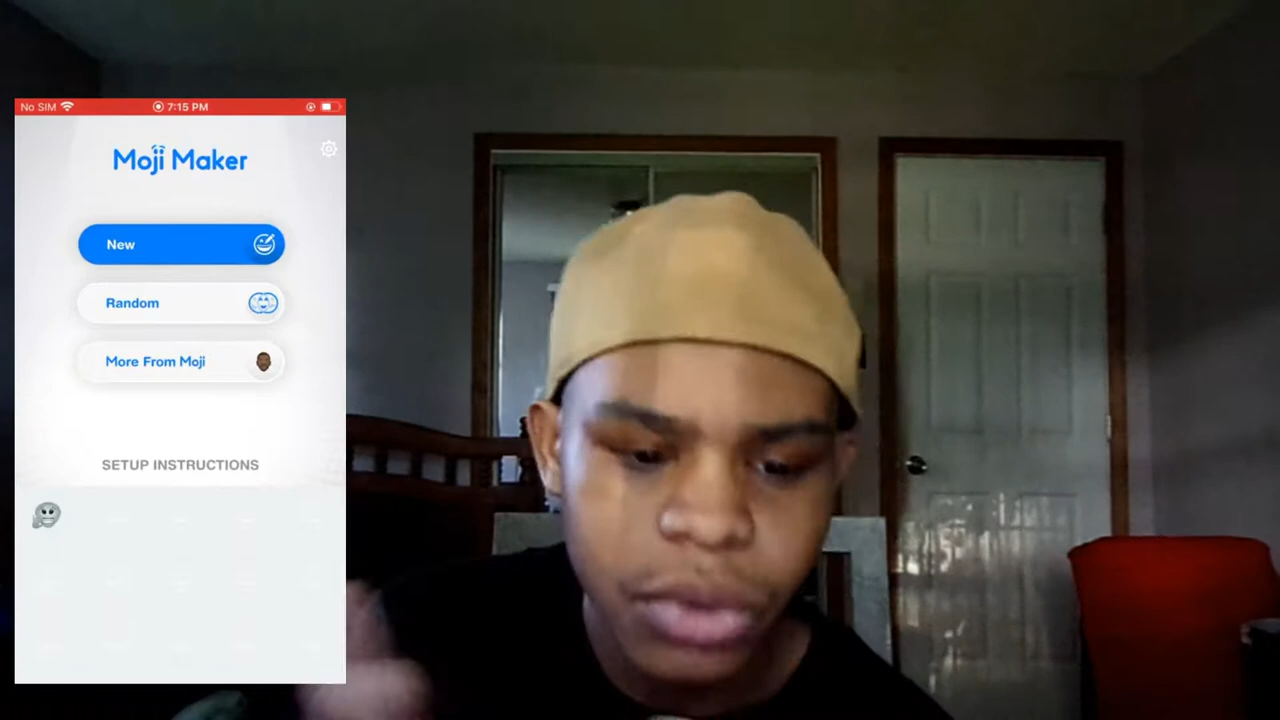 No SIM 7:15 PM
Moji Maker
New
Random
More From Moji
SETUP INSTRUCTIONS